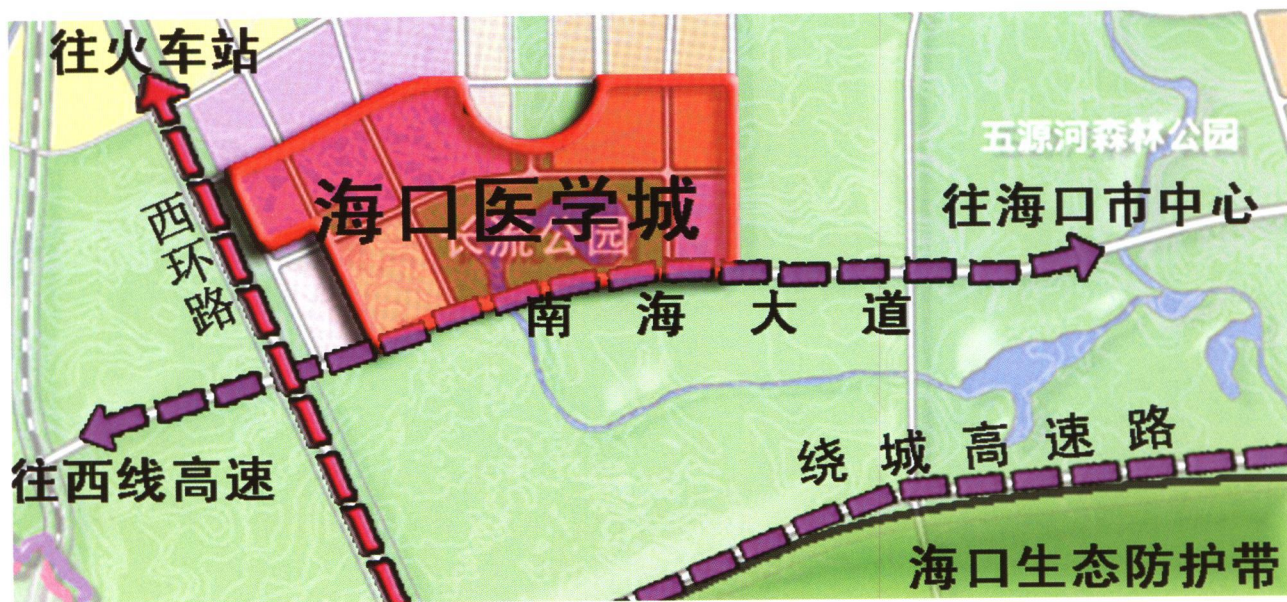 往火车站
五源河森林公园
海口医学城
往海口市中心
西环路
长流公园
南海大道
绕城高速路
往西线高速
海口生态防护带